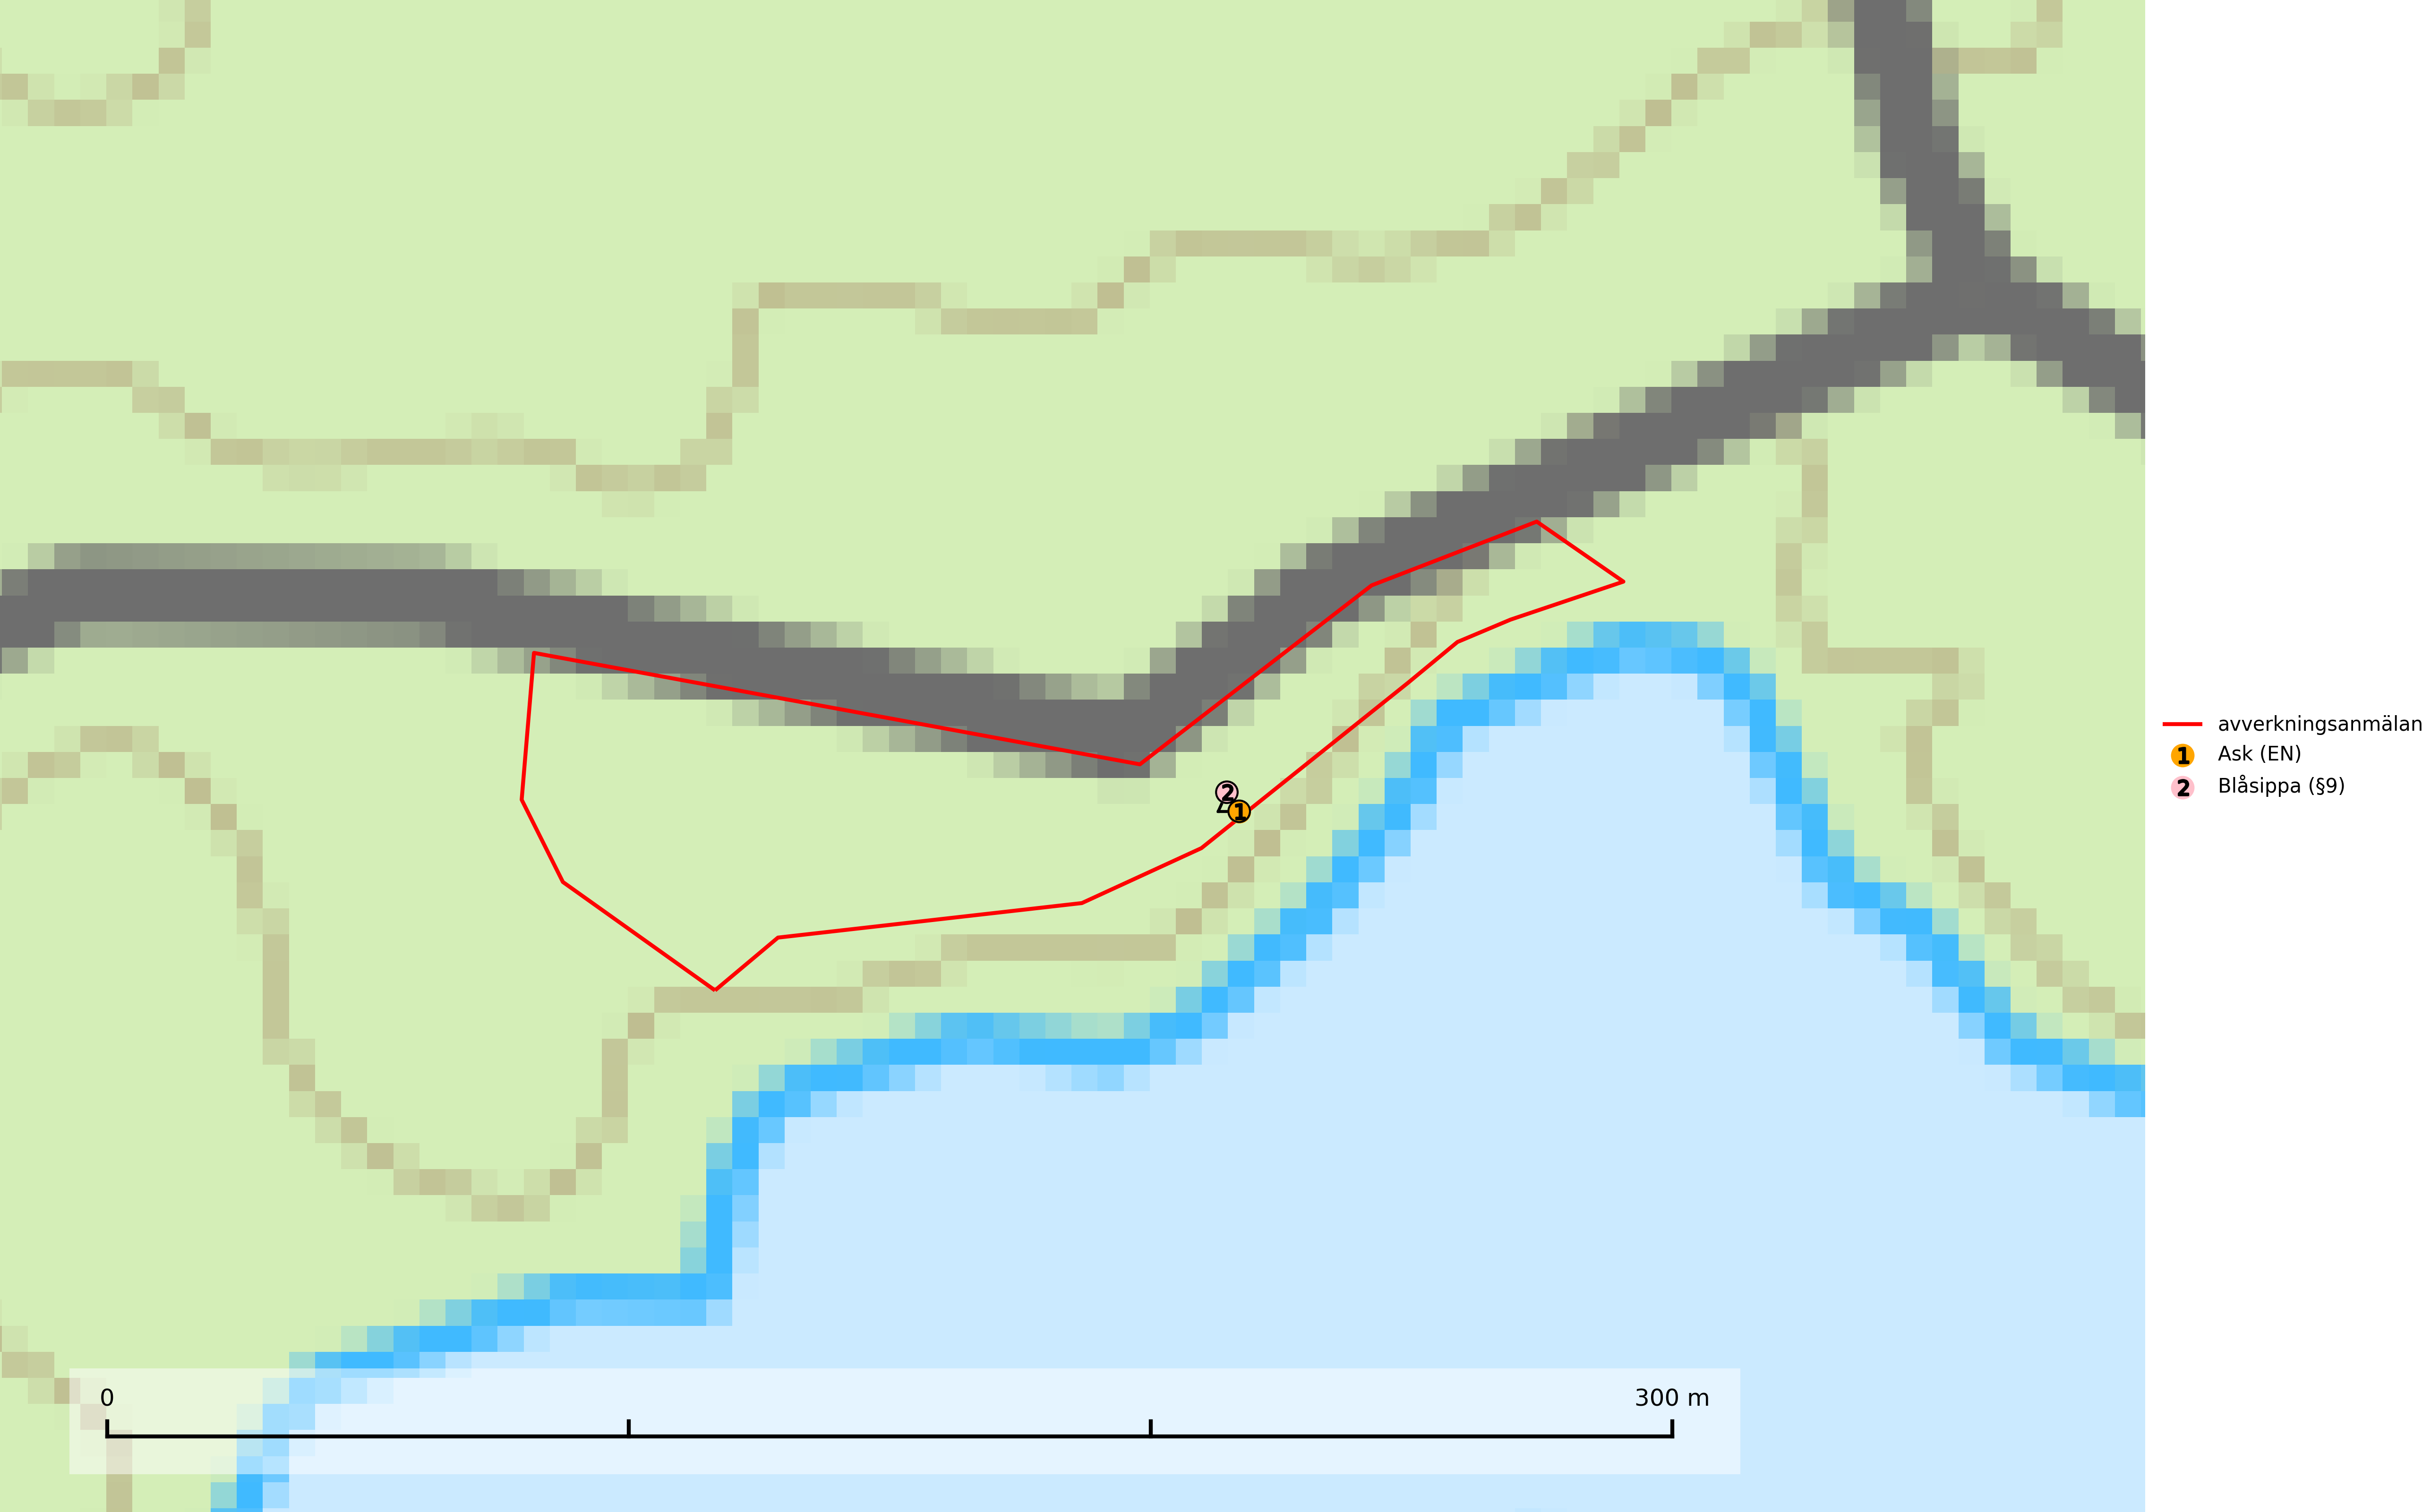 avverkningsanmälan
1 Ask (EN)
2 Blåsippa (§9)
2
1
0 300 m